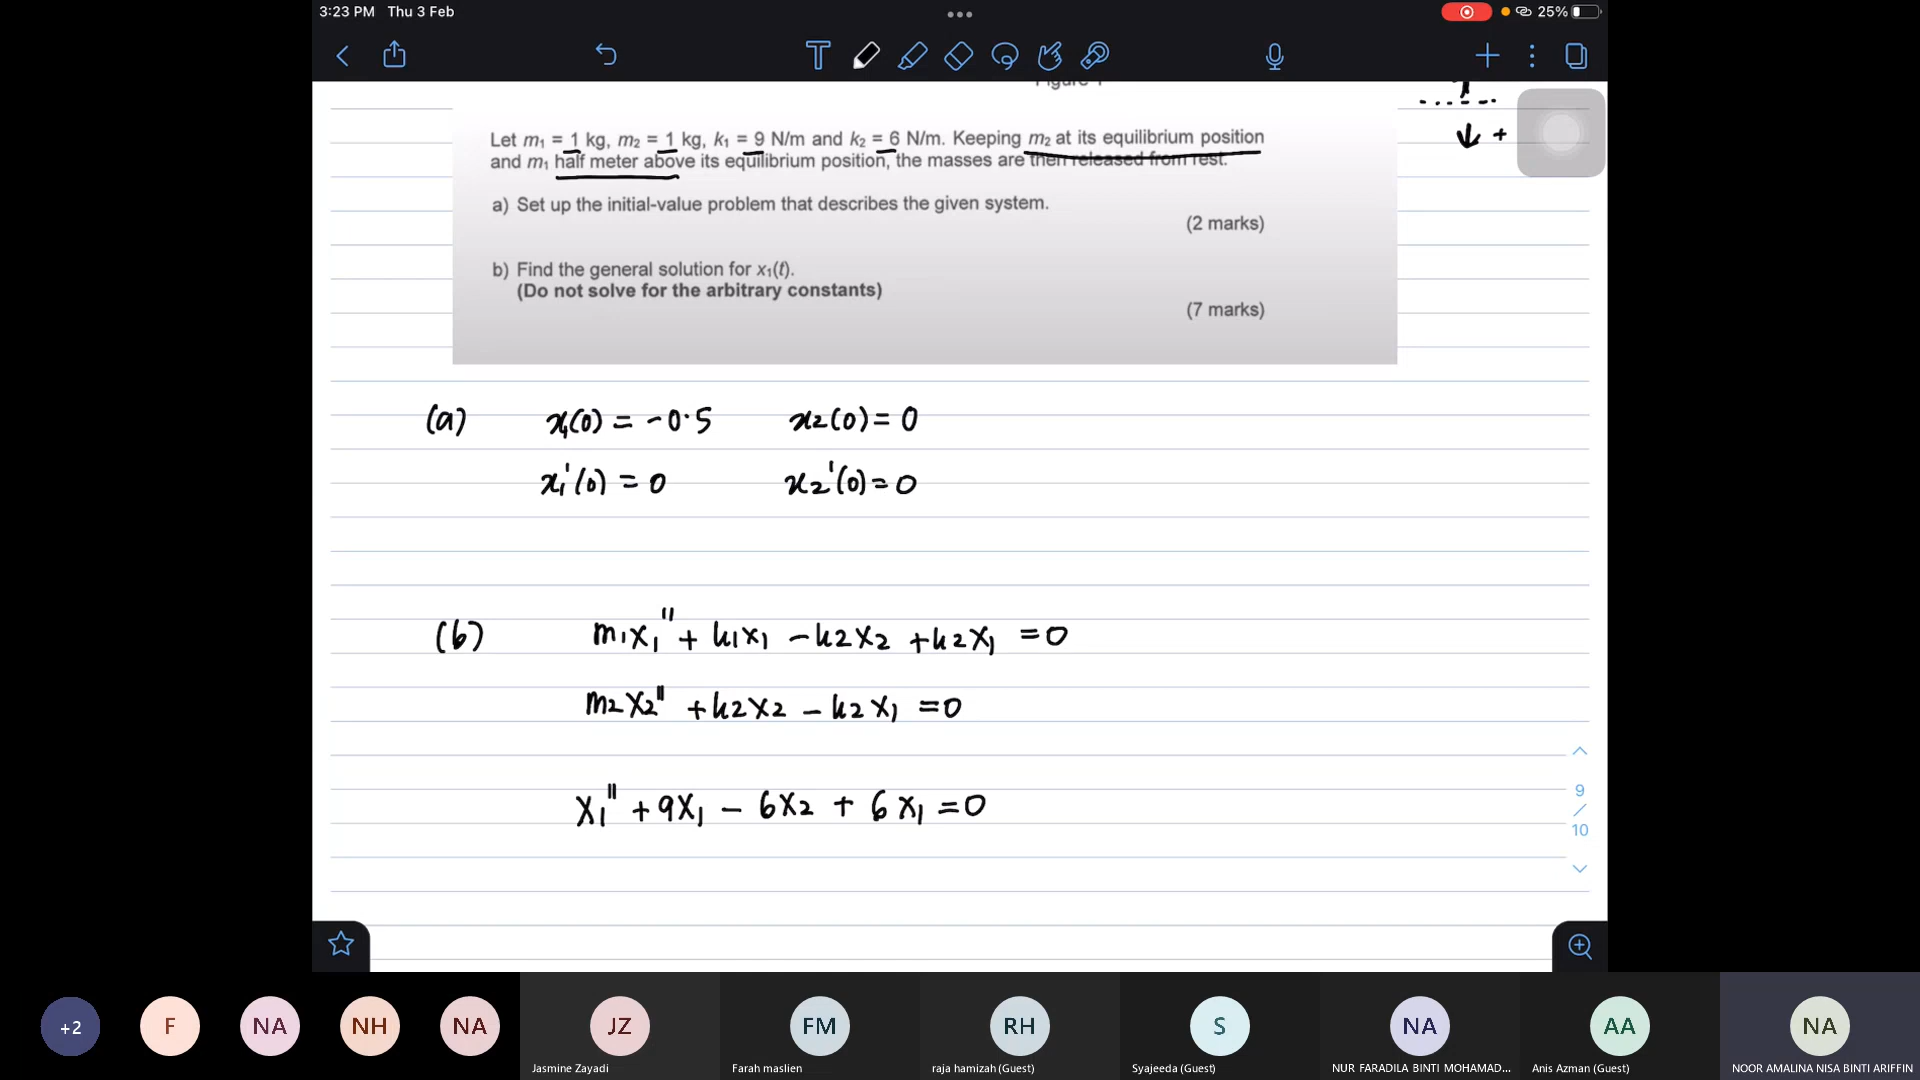 3:23 PM Thu 3 Feb
25%
Let m₁ = 1 kg, m₂ = 1 kg, k₁ = 9 N/m and k₂ = 6 N/m. Keeping m₂ at its equilibrium position
+
and m₁ half meter above its equilibrium position, the masses are then released from rest.
a) Set up the initial-value problem that describes the given system.
(2 marks)
b) Find the general solution for x₁(t).
(Do not solve for the arbitrary constants)
(7 marks)
(a) x₁(0) = -0.5 x2(0) = 0
x₁'(0) = 0 x2'(0) = 0
(b) m₁x₁'' + k₁x₁ - k2x2 + k2x₁ = 0
m2x2'' + k2x2 - k2x₁ = 0
x₁'' + 9x₁ - 6x2 + 6x₁ = 0
9
/
10
+2 F NA NH NA JZ FM RH S NA AA NA
Jasmine Zayadi Farah maslien raja hamizah (Guest) Syajeeda (Guest) NUR FARADILA BINTI MOHAMAD... Anis Azman (Guest) NOOR AMALINA NISA BINTI ARIFFIN